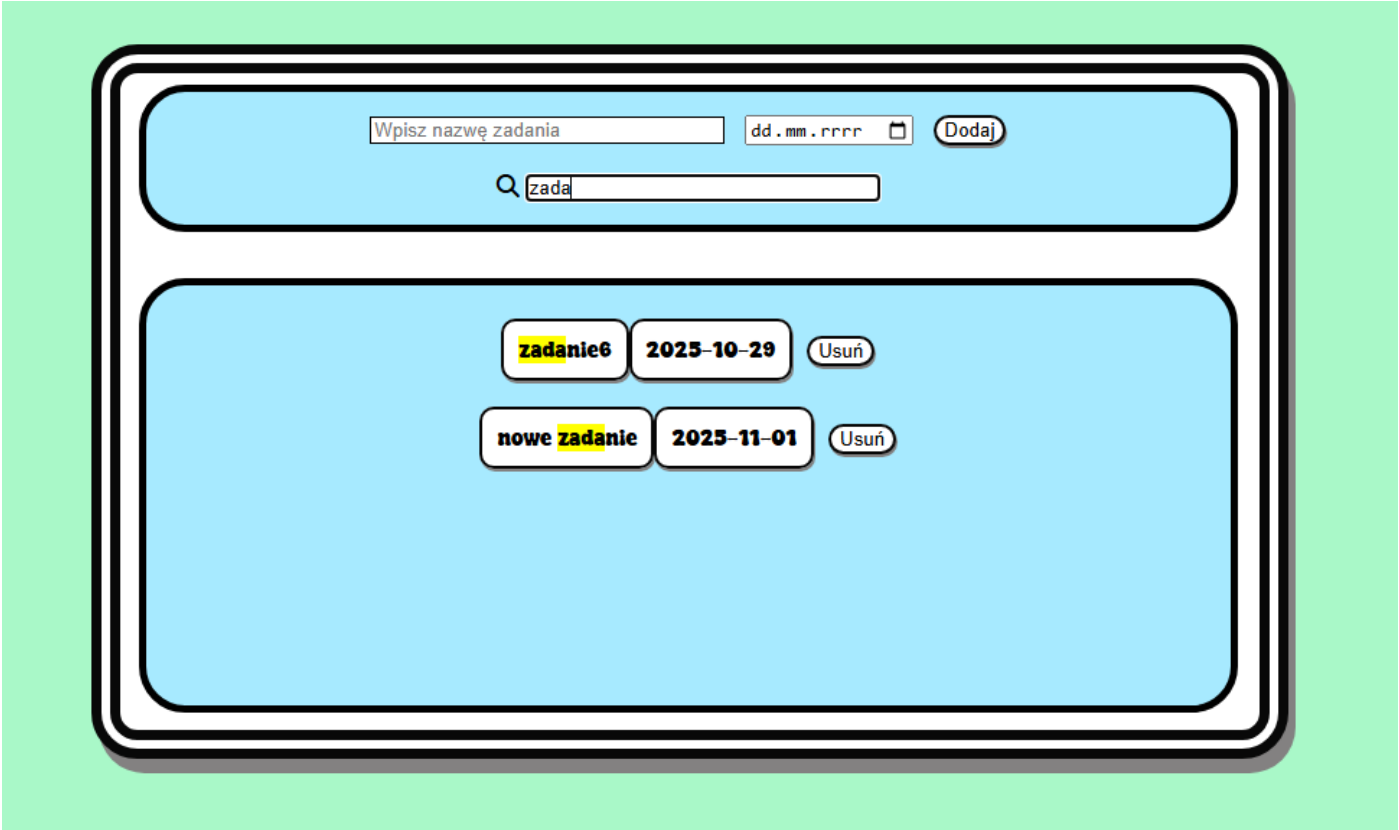 Wpisz nazwę zadania dd.mm.rrrr Dodaj
zada
zadanie6 2025-10-29 Usuń
nowe zadanie 2025-11-01 Usuń